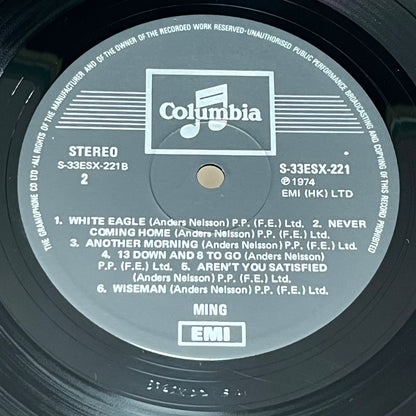 THE GRAMOPHONE CO LTD · ALL RIGHTS OF THE MANUFACTURER AND OF THE OWNER OF THE RECORDED WORK RESERVED · UNAUTHORISED PUBLIC PERFORMANCE BROADCASTING AND COPYING OF THIS RECORD PROHIBITED
Columbia
STEREO
S-33ESX-221B
2
S-33ESX-221
℗1974
EMI (HK) LTD
1. WHITE EAGLE (Anders Nelsson) P.P. (F.E.) Ltd. 2. NEVER
COMING HOME (Anders Nelsson) P.P. (F.E.) Ltd.
3. ANOTHER MORNING (Anders Nelsson) P.P. (F.E.) Ltd.
4. 13 DOWN AND 8 TO GO (Anders Nelsson)
P.P. (F.E.) Ltd. 5. AREN'T YOU SATISFIED
(Anders Nelsson) P.P. (F.E.) Ltd.
6. WISEMAN (Anders Nelsson) P.P. (F.E.) Ltd.
MING
EMI